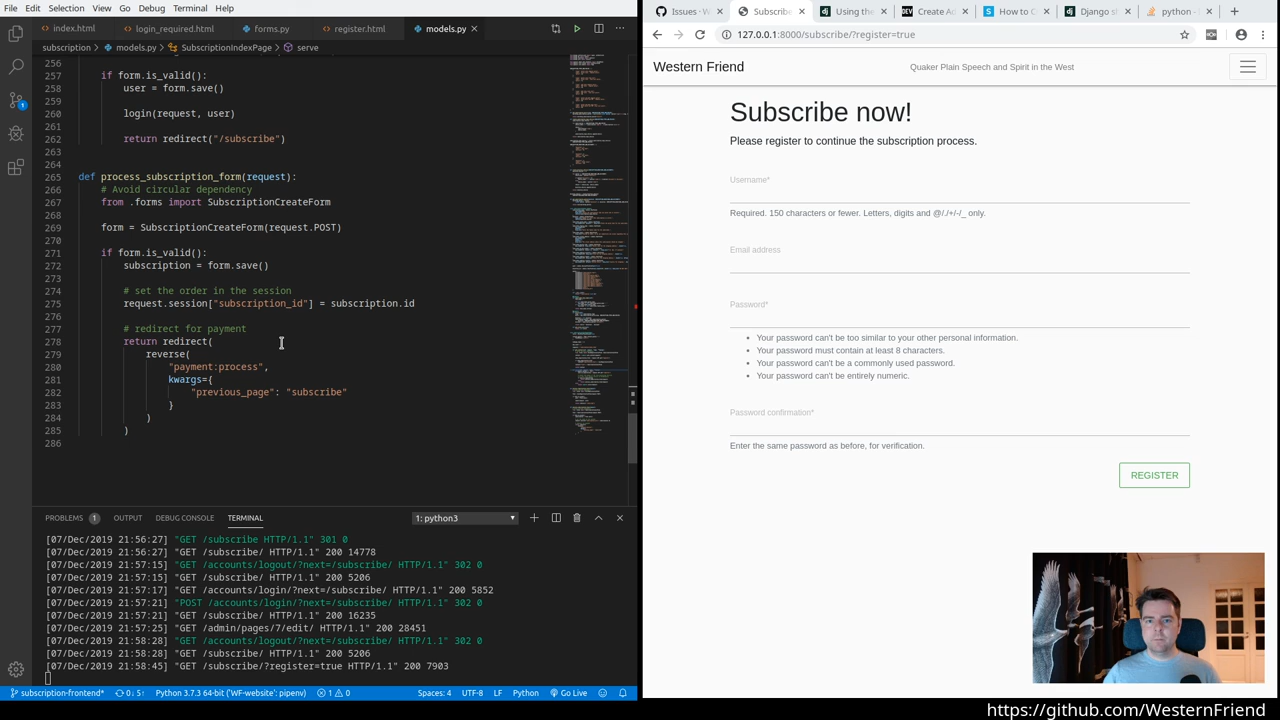 File Edit Selection View Go Debug Terminal Help
index.html login_required.html forms.py register.html models.py
subscription models.py SubscriptionIndexPage serve
256
257 if form.is_valid():
258 user = form.save()
259
260 login(request, user)
261
262 return redirect("/subscribe")
263
264
265 def process_subscription_form(request):
266 # Avoid circular dependency
267 from .forms import SubscriptionCreateForm
268
269 form = SubscriptionCreateForm(request.POST)
270
271 if form.is_valid():
272 subscription = form.save()
273
274 # set the order in the session
275 request.session["subscription_id"] = subscription.id
276
277 # redirect for payment
278 return redirect(
279 reverse(
280 "payment:process",
281 kwargs={
282 "previous_page": "subscribe"
283 }
284
285
286
PROBLEMS 1 OUTPUT DEBUG CONSOLE TERMINAL 1: python3
[07/Dec/2019 21:56:27] "GET /subscribe HTTP/1.1" 301 0
[07/Dec/2019 21:56:27] "GET /subscribe/ HTTP/1.1" 200 14778
[07/Dec/2019 21:57:15] "GET /accounts/logout/?next=/subscribe/ HTTP/1.1" 302 0
[07/Dec/2019 21:57:15] "GET /subscribe/ HTTP/1.1" 200 5206
[07/Dec/2019 21:57:17] "GET /accounts/login/?next=/subscribe/ HTTP/1.1" 200 5852
[07/Dec/2019 21:57:21] "POST /accounts/login/?next=/subscribe/ HTTP/1.1" 302 0
[07/Dec/2019 21:57:21] "GET /subscribe/ HTTP/1.1" 200 16235
[07/Dec/2019 21:57:25] "GET /admin/pages/7/edit/ HTTP/1.1" 200 28451
[07/Dec/2019 21:58:28] "GET /accounts/logout/?next=/subscribe/ HTTP/1.1" 302 0
[07/Dec/2019 21:58:28] "GET /subscribe/ HTTP/1.1" 200 5206
[07/Dec/2019 21:58:45] "GET /subscribe/?register=true HTTP/1.1" 200 7903
subscription-frontend* 0↓ 5↑ Python 3.7.3 64-bit ('WF-website': pipenv) 1 0 Spaces: 4 UTF-8 LF Python Go Live
Issues · W Subscribe Using the Create Ad How to C Django sh python -
127.0.0.1:8000/subscribe/?register=true
Western Friend Quaker Plain Speech and Spirit in the West
Subscribe now!
Please register to continue the subscription process.
Username*
Required. 150 characters or fewer. Letters, digits and @/./+/-/_ only.
Email address
Password*
Your password can't be too similar to your other personal information.
Your password must contain at least 8 characters.
Your password can't be a commonly used password.
Your password can't be entirely numeric.
Password confirmation*
Enter the same password as before, for verification.
REGISTER
https://github.com/WesternFriend